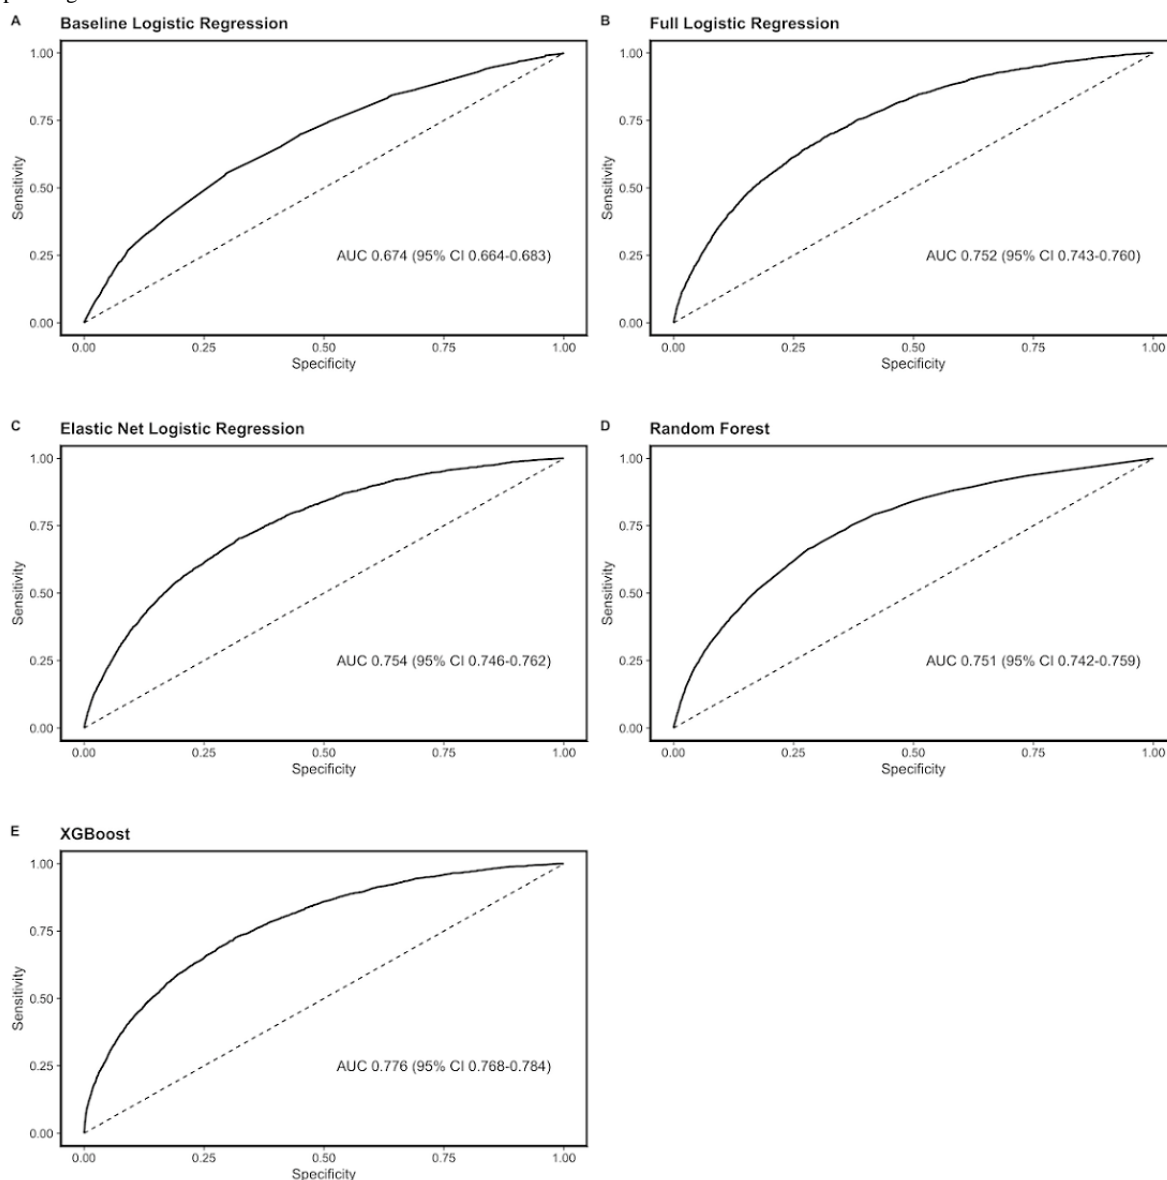 A Baseline Logistic Regression
1.00
0.75
0.50
0.25
0.00
Sensitivity
AUC 0.674 (95% CI 0.664-0.683)
0.00 0.25 0.50 0.75 1.00
Specificity
B Full Logistic Regression
1.00
0.75
0.50
0.25
0.00
Sensitivity
AUC 0.752 (95% CI 0.743-0.760)
0.00 0.25 0.50 0.75 1.00
Specificity
C Elastic Net Logistic Regression
1.00
0.75
0.50
0.25
0.00
Sensitivity
AUC 0.754 (95% CI 0.746-0.762)
0.00 0.25 0.50 0.75 1.00
Specificity
D Random Forest
1.00
0.75
0.50
0.25
0.00
Sensitivity
AUC 0.751 (95% CI 0.742-0.759)
0.00 0.25 0.50 0.75 1.00
Specificity
E XGBoost
1.00
0.75
0.50
0.25
0.00
Sensitivity
AUC 0.776 (95% CI 0.768-0.784)
0.00 0.25 0.50 0.75 1.00
Specificity